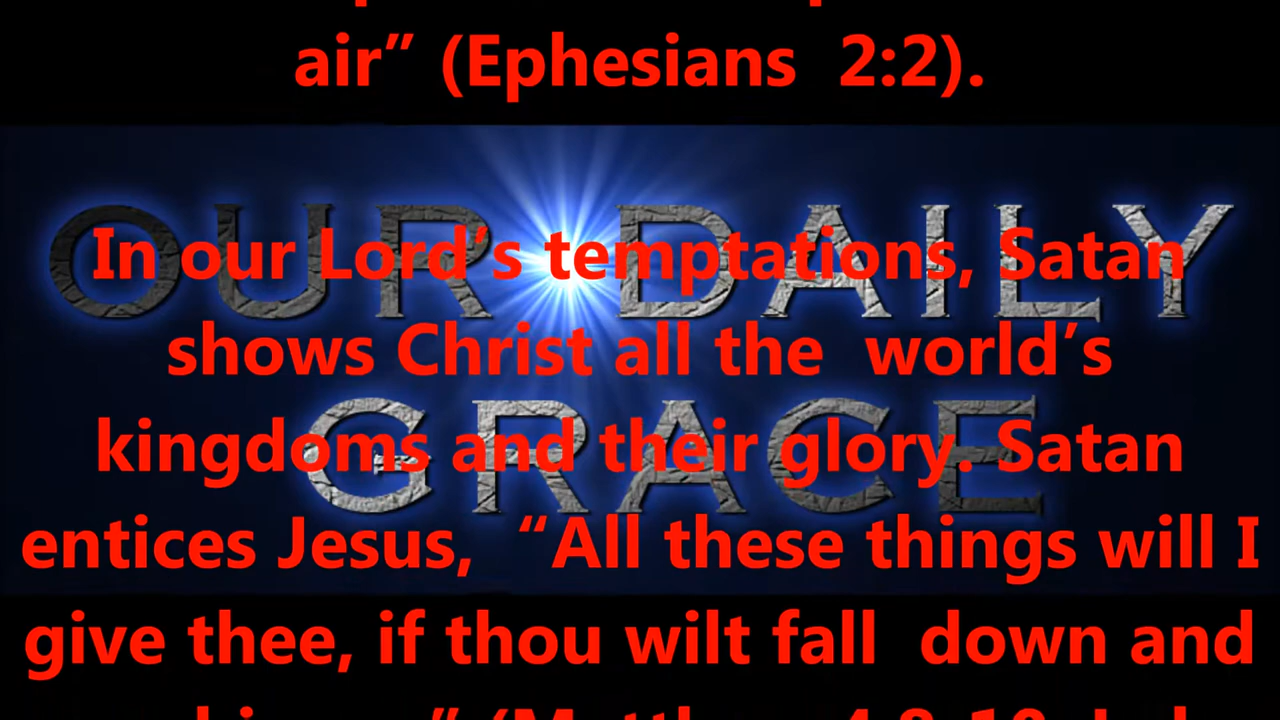 air” (Ephesians 2:2).
OUR DAILY
In our Lord’s temptations, Satan
shows Christ all the world’s
GRACE
kingdoms and their glory. Satan
entices Jesus, “All these things will I
give thee, if thou wilt fall down and